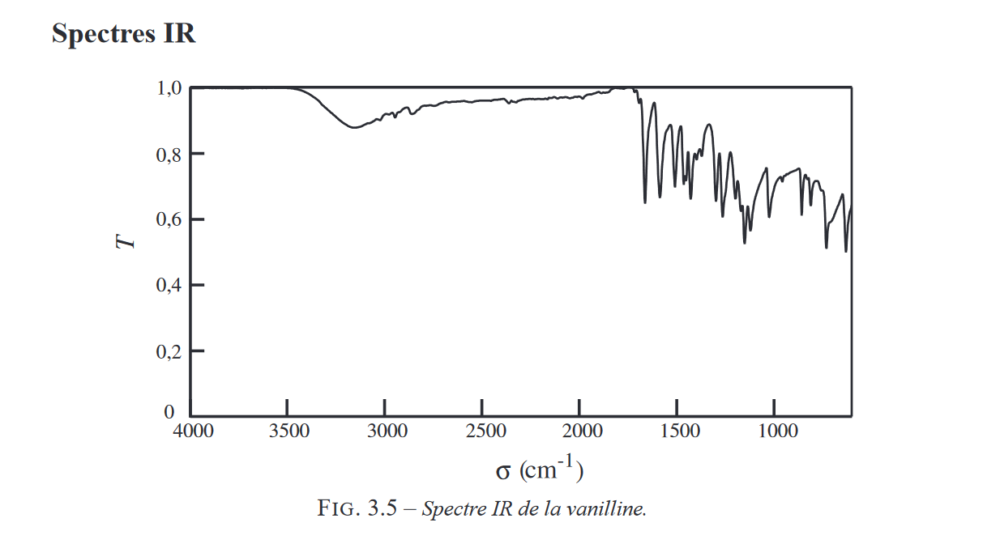 Spectres IR
1,0
0,8
0,6
0,4
0,2
0
T
4000 3500 3000 2500 2000 1500 1000
σ (cm-1)
FIG. 3.5 – Spectre IR de la vanilline.